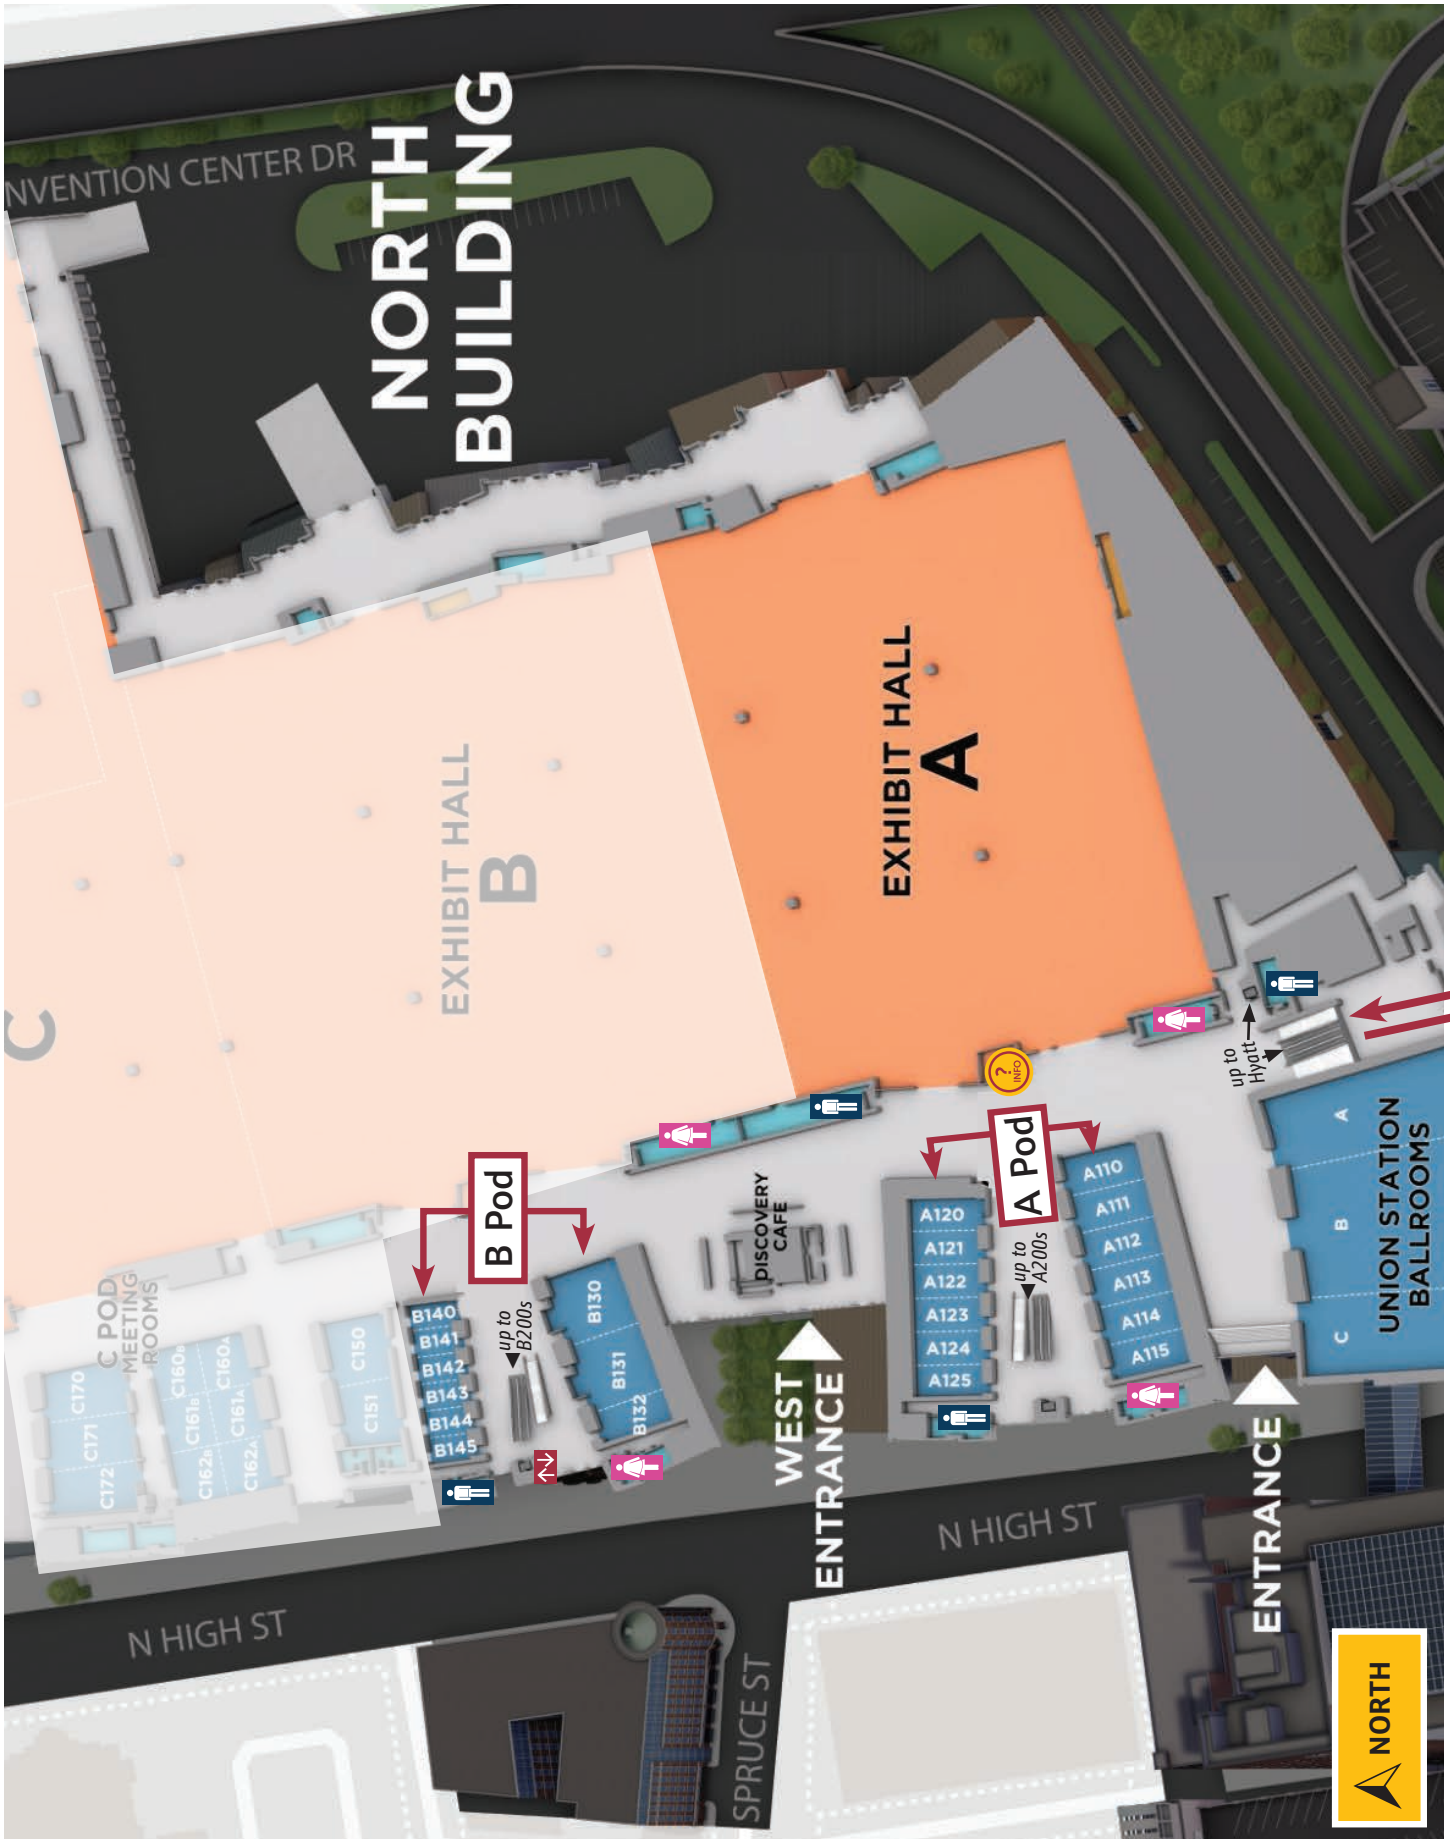 NVENTION CENTER DR
NORTH
BUILDING
C
EXHIBIT HALL
B
EXHIBIT HALL
A
C POD
MEETING
ROOMS
C170
C171
C172
C160B
C160A
C161B
C161A
C162B
C162A
C150
C151
B Pod
B140
B141
B142
B143
B144
B145
up to
B200s
B130
B131
B132
DISCOVERY
CAFE
? INFO
A Pod
A120
A121
A122
A123
A124
A125
up to
A200s
A110
A111
A112
A113
A114
A115
up to
Hyatt
A
B
C
UNION STATION
BALLROOMS
WEST
ENTRANCE
ENTRANCE
N HIGH ST
N HIGH ST
SPRUCE ST
NORTH